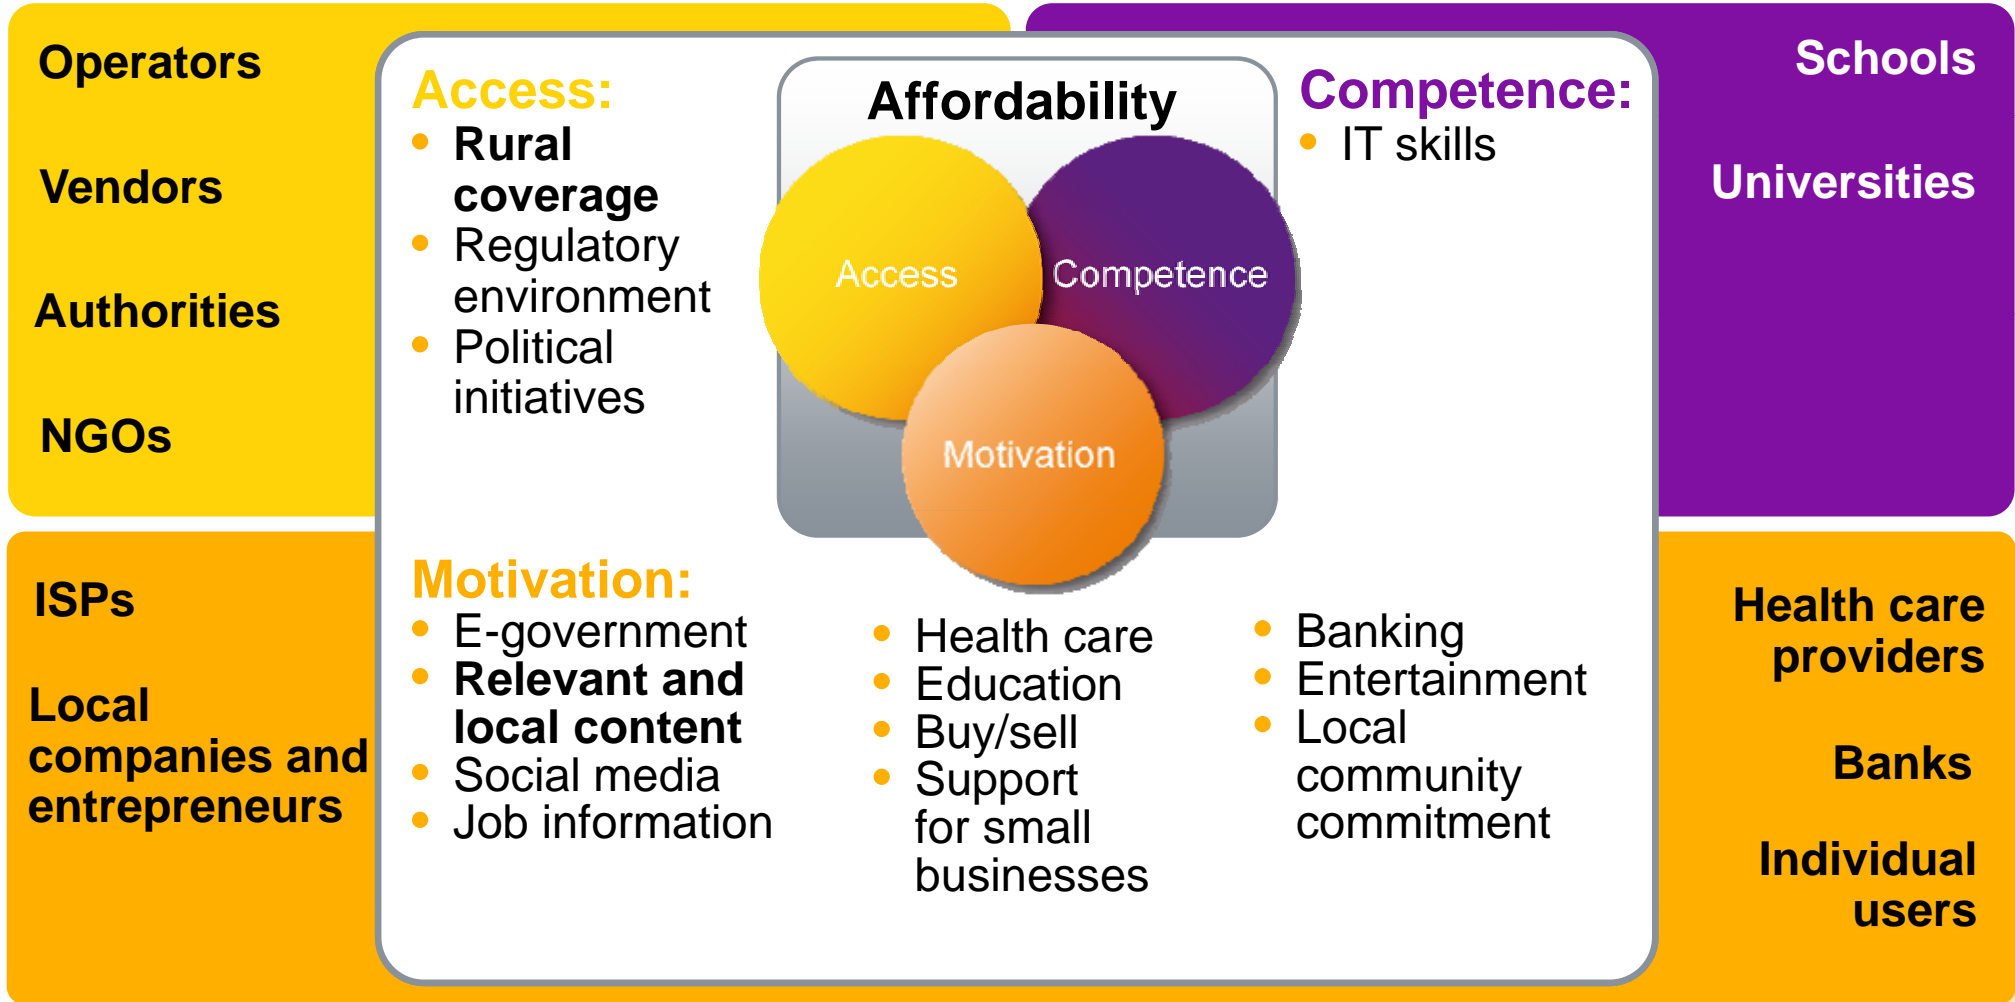 Operators
Vendors
Authorities
NGOs
Access:
• Rural
coverage
• Regulatory
environment
• Political
initiatives
Affordability
Access
Competence
Motivation
Competence:
• IT skills
Schools
Universities
ISPs
Local
companies and
entrepreneurs
Motivation:
• E-government
• Relevant and
local content
• Social media
• Job information
• Health care
• Education
• Buy/sell
• Support
for small
businesses
• Banking
• Entertainment
• Local
community
commitment
Health care
providers
Banks
Individual
users